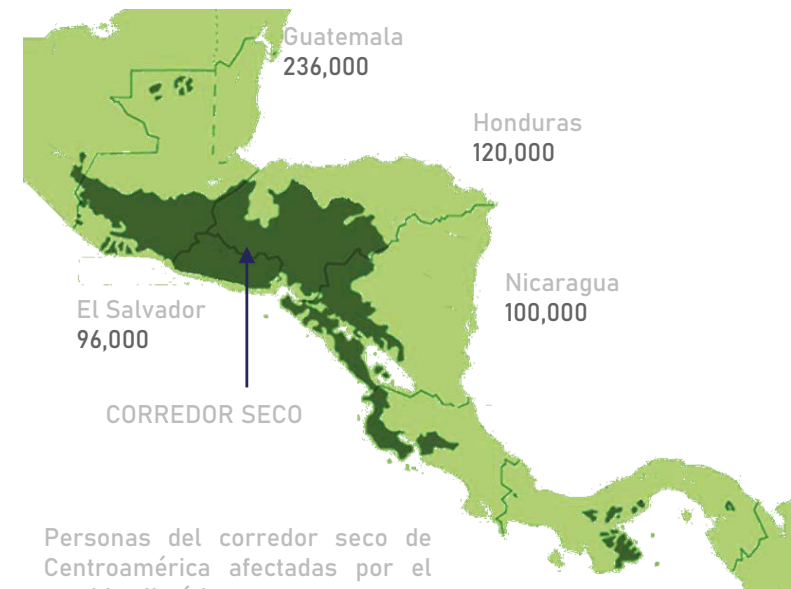 Guatemala
236,000
Honduras
120,000
Nicaragua
100,000
El Salvador
96,000
CORREDOR SECO
Personas del corredor seco de
Centroamérica afectadas por el